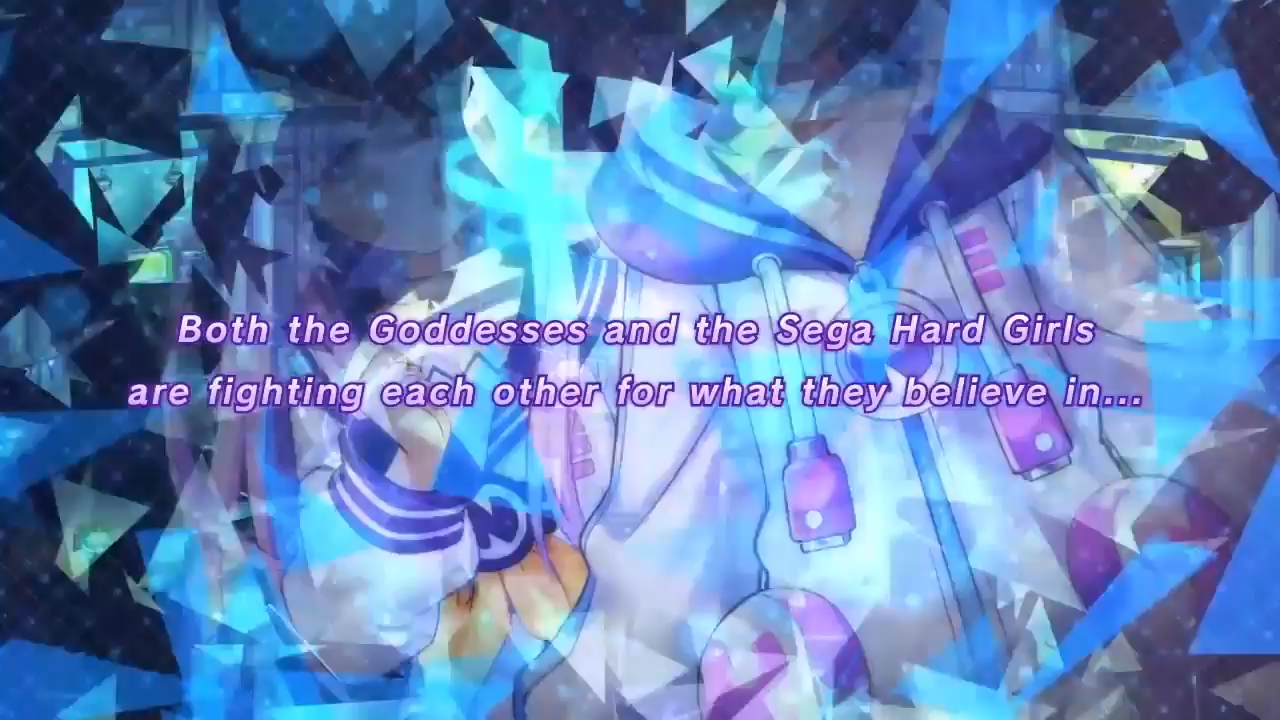 Both the Goddesses and the Sega Hard Girls
are fighting each other for what they believe in...